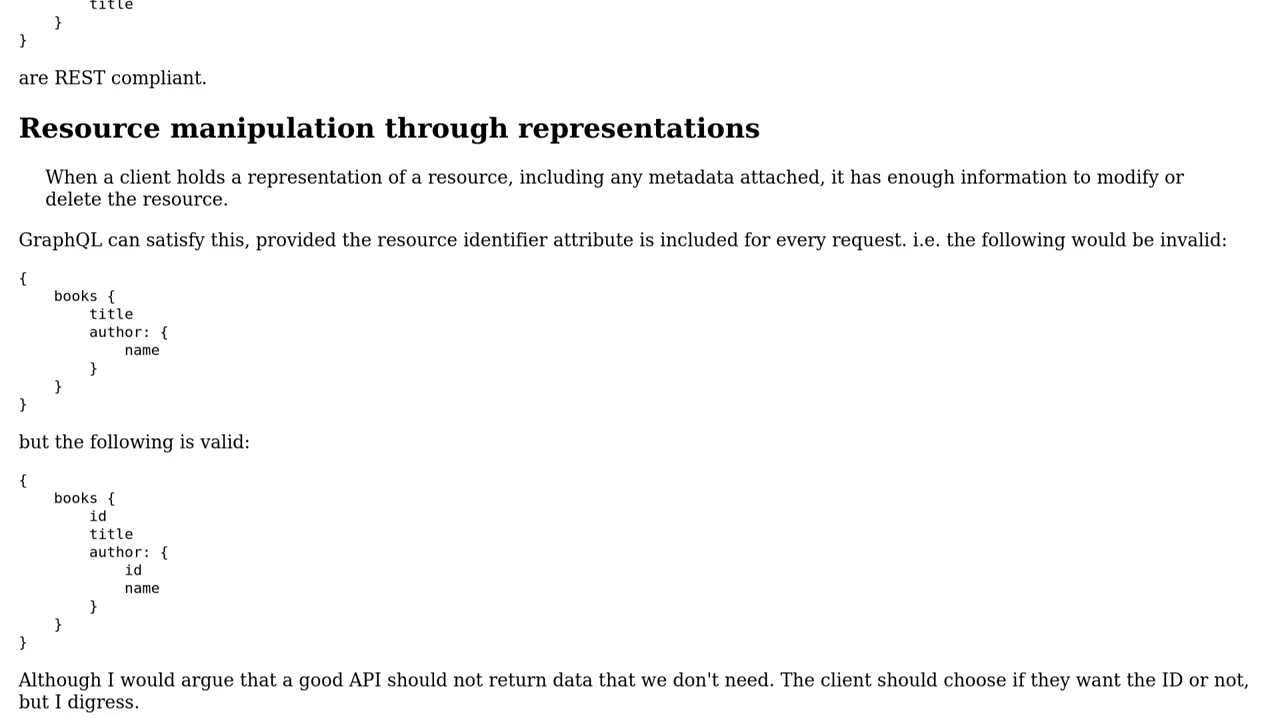 title
    }
}
are REST compliant.
Resource manipulation through representations
When a client holds a representation of a resource, including any metadata attached, it has enough information to modify or
delete the resource.
GraphQL can satisfy this, provided the resource identifier attribute is included for every request. i.e. the following would be invalid:
{
    books {
        title
        author: {
            name
        }
    }
}
but the following is valid:
{
    books {
        id
        title
        author: {
            id
            name
        }
    }
}
Although I would argue that a good API should not return data that we don't need. The client should choose if they want the ID or not,
but I digress.